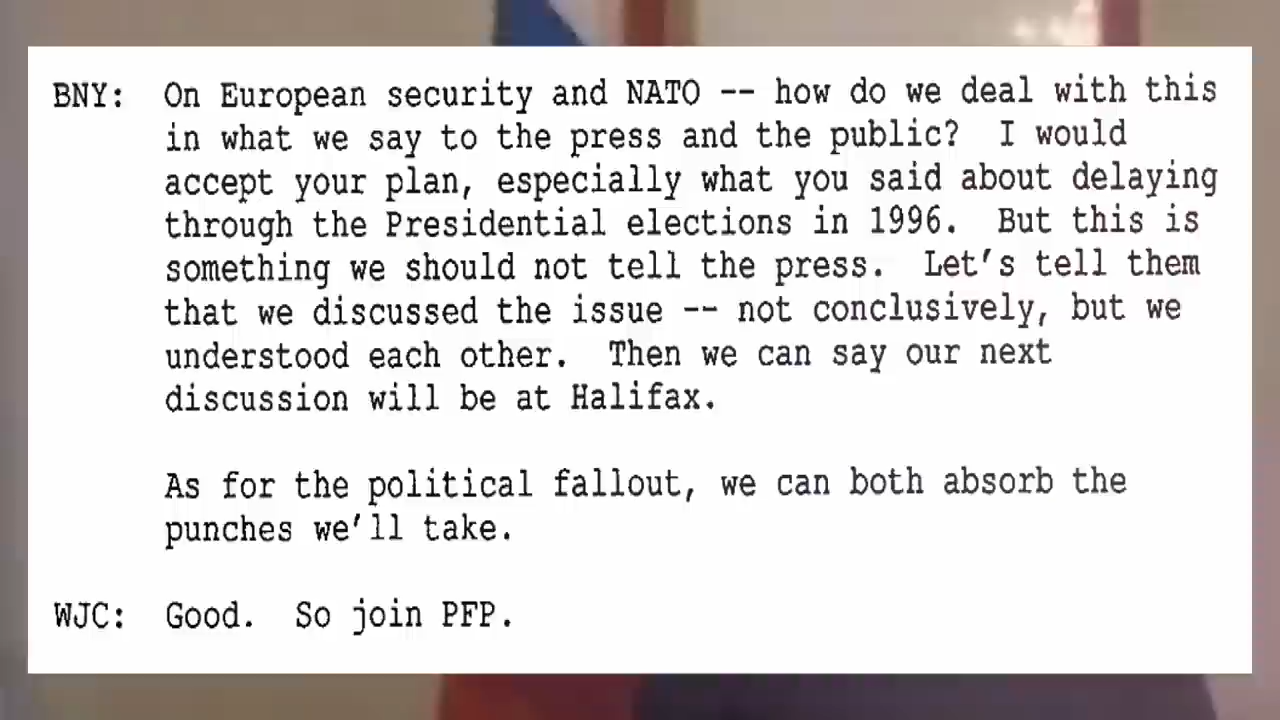 BNY: On European security and NATO -- how do we deal with this
in what we say to the press and the public? I would
accept your plan, especially what you said about delaying
through the Presidential elections in 1996. But this is
something we should not tell the press. Let's tell them
that we discussed the issue -- not conclusively, but we
understood each other. Then we can say our next
discussion will be at Halifax.
As for the political fallout, we can both absorb the
punches we'll take.
WJC: Good. So join PFP.